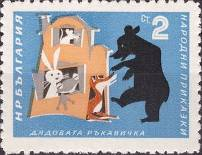 НР БЪЛГАРИЯ
СТ. 2
НАРОДНИ ПРИКАЗКИ
ДЯДОВАТА РЪКАВИЧКА